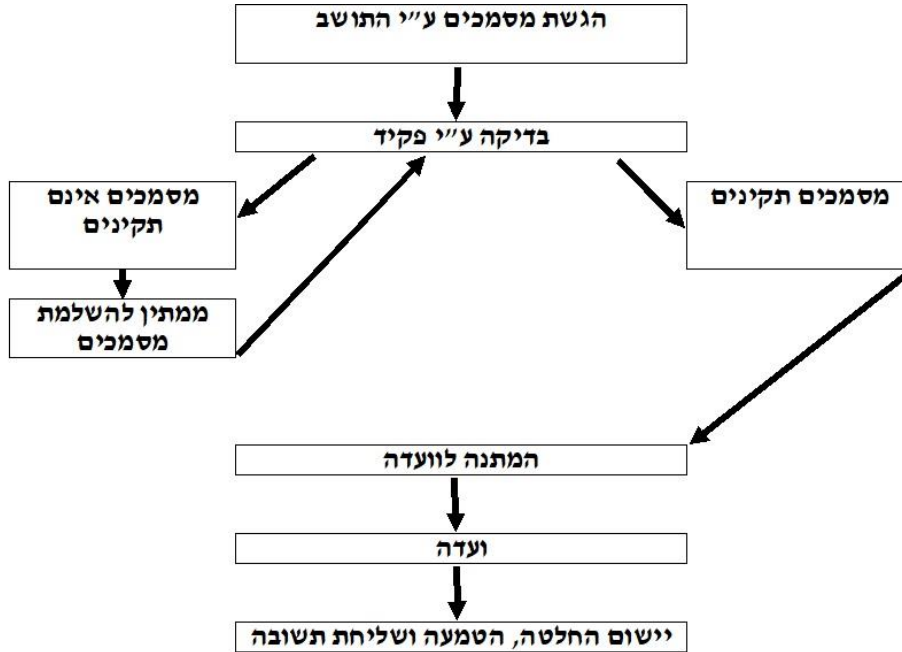 הגשת מסמכים ע״י התושב
בדיקה ע״י פקיד
מסמכים תקינים
מסמכים אינם
תקינים
ממתין להשלמת
מסמכים
המתנה לוועדה
ועדה
יישום החלטה, הטמעה ושליחת תשובה